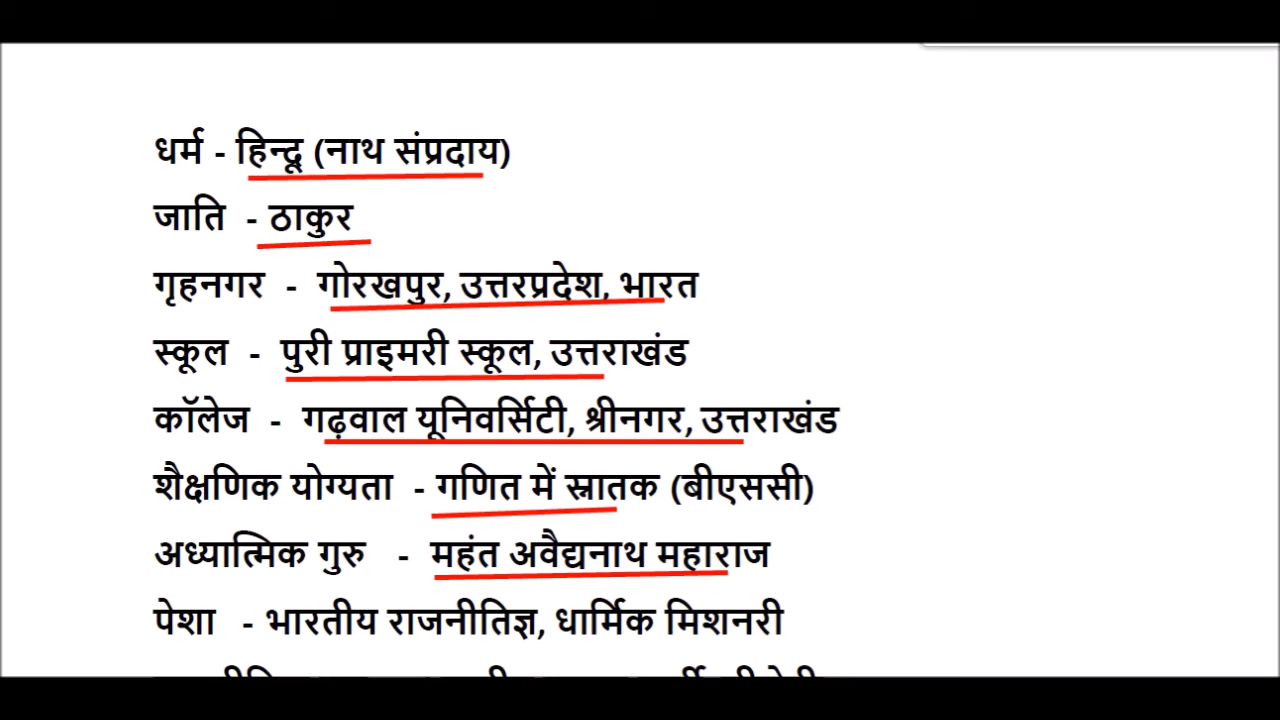 धर्म - हिन्दू (नाथ संप्रदाय)
जाति - ठाकुर
गृहनगर - गोरखपुर, उत्तरप्रदेश, भारत
स्कूल - पुरी प्राइमरी स्कूल, उत्तराखंड
कॉलेज - गढ़वाल यूनिवर्सिटी, श्रीनगर, उत्तराखंड
शैक्षणिक योग्यता - गणित में स्नातक (बीएससी)
अध्यात्मिक गुरु - महंत अवैद्यनाथ महाराज
पेशा - भारतीय राजनीतिज्ञ, धार्मिक मिशनरी